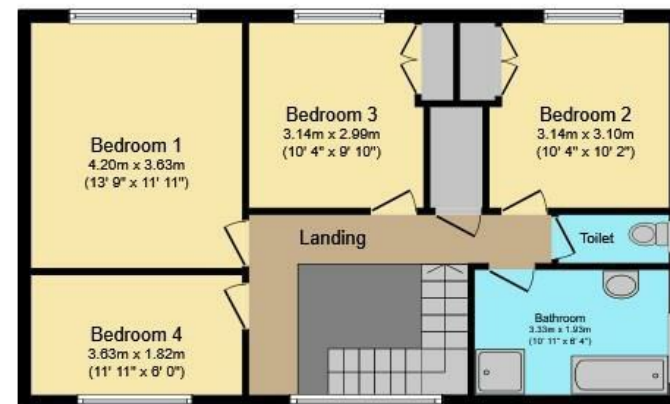 Bedroom 1
4.20m x 3.63m
(13' 9" x 11' 11")
Bedroom 3
3.14m x 2.99m
(10' 4" x 9' 10")
Bedroom 2
3.14m x 3.10m
(10' 4" x 10' 2")
Landing
Toilet
Bedroom 4
3.63m x 1.82m
(11' 11" x 6' 0")
Bathroom
3.33m x 1.93m
(10' 11" x 6' 4")